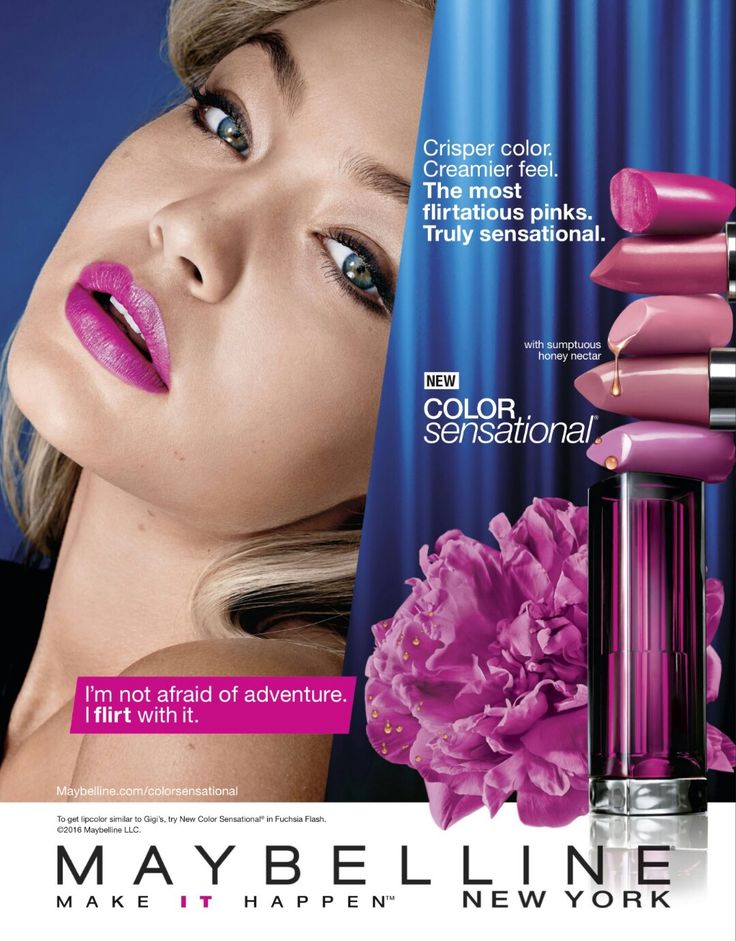 Crisper color.
Creamier feel.
The most
flirtatious pinks.
Truly sensational.
with sumptuous
honey nectar
NEW
COLOR
sensational®
I'm not afraid of adventure.
I flirt with it.
Maybelline.com/colorsensational
To get lipcolor similar to Gigi's, try New Color Sensational® in Fuchsia Flash.
©2016 Maybelline LLC.
MAYBELLINE
MAKE IT HAPPEN™ NEW YORK